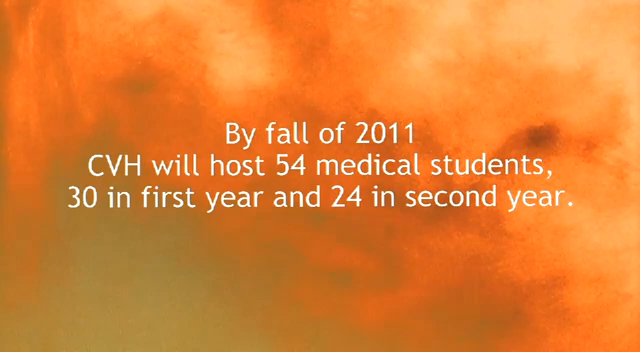 By fall of 2011
CVH will host 54 medical students,
30 in first year and 24 in second year.